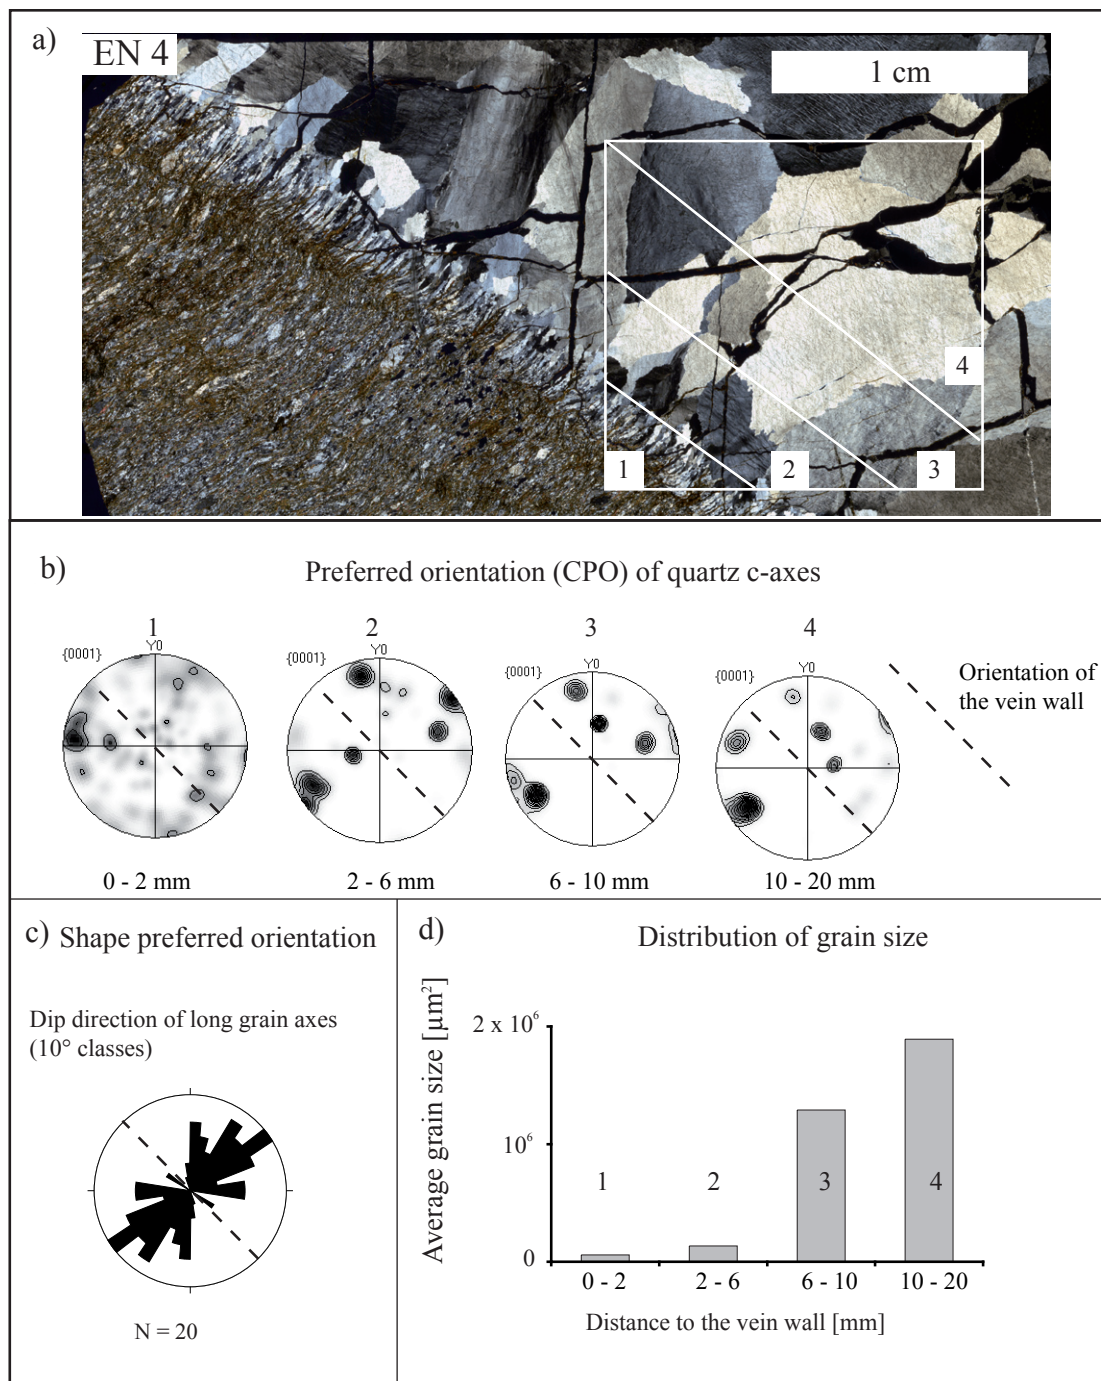 a)
EN 4
1 cm
4
1
2
3
b)
Preferred orientation (CPO) of quartz c-axes
1
2
3
4
{0001}
Y0
{0001}
Y0
{0001}
Y0
{0001}
Y0
Orientation of
the vein wall
0 - 2 mm
2 - 6 mm
6 - 10 mm
10 - 20 mm
c) Shape preferred orientation
Dip direction of long grain axes
(10° classes)
N = 20
d)
Distribution of grain size
Average grain size [µm²]
2 x 10⁶
10⁶
0
1
2
3
4
0 - 2
2 - 6
6 - 10
10 - 20
Distance to the vein wall [mm]